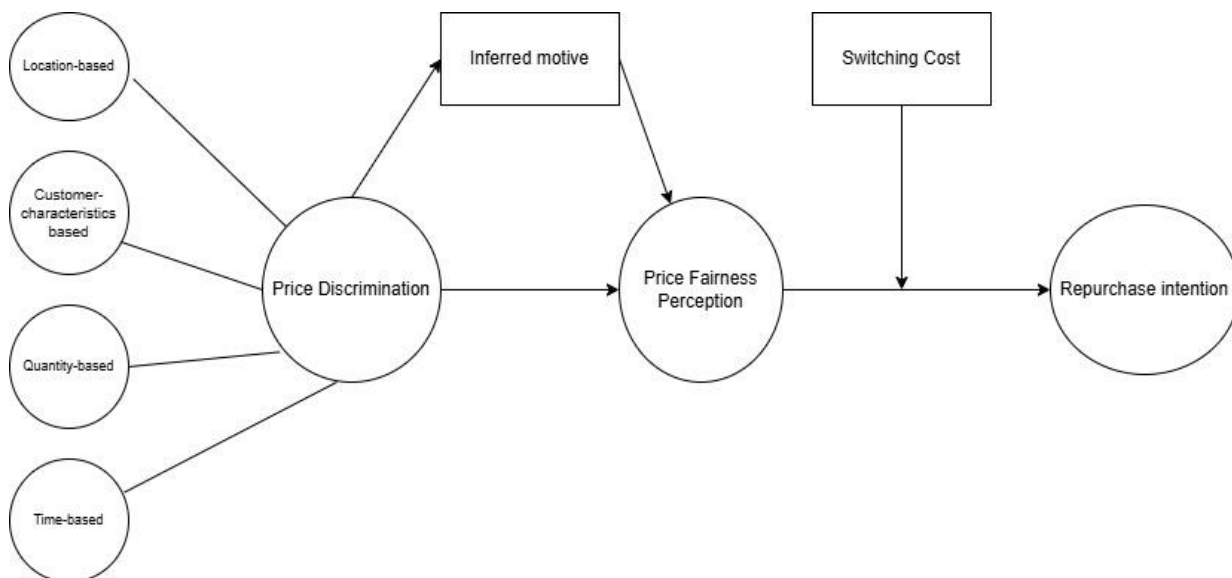 Location-based
Inferred motive
Switching Cost
Customer-
characteristics
based
Price Discrimination
Price Fairness
Perception
Repurchase intention
Quantity-based
Time-based